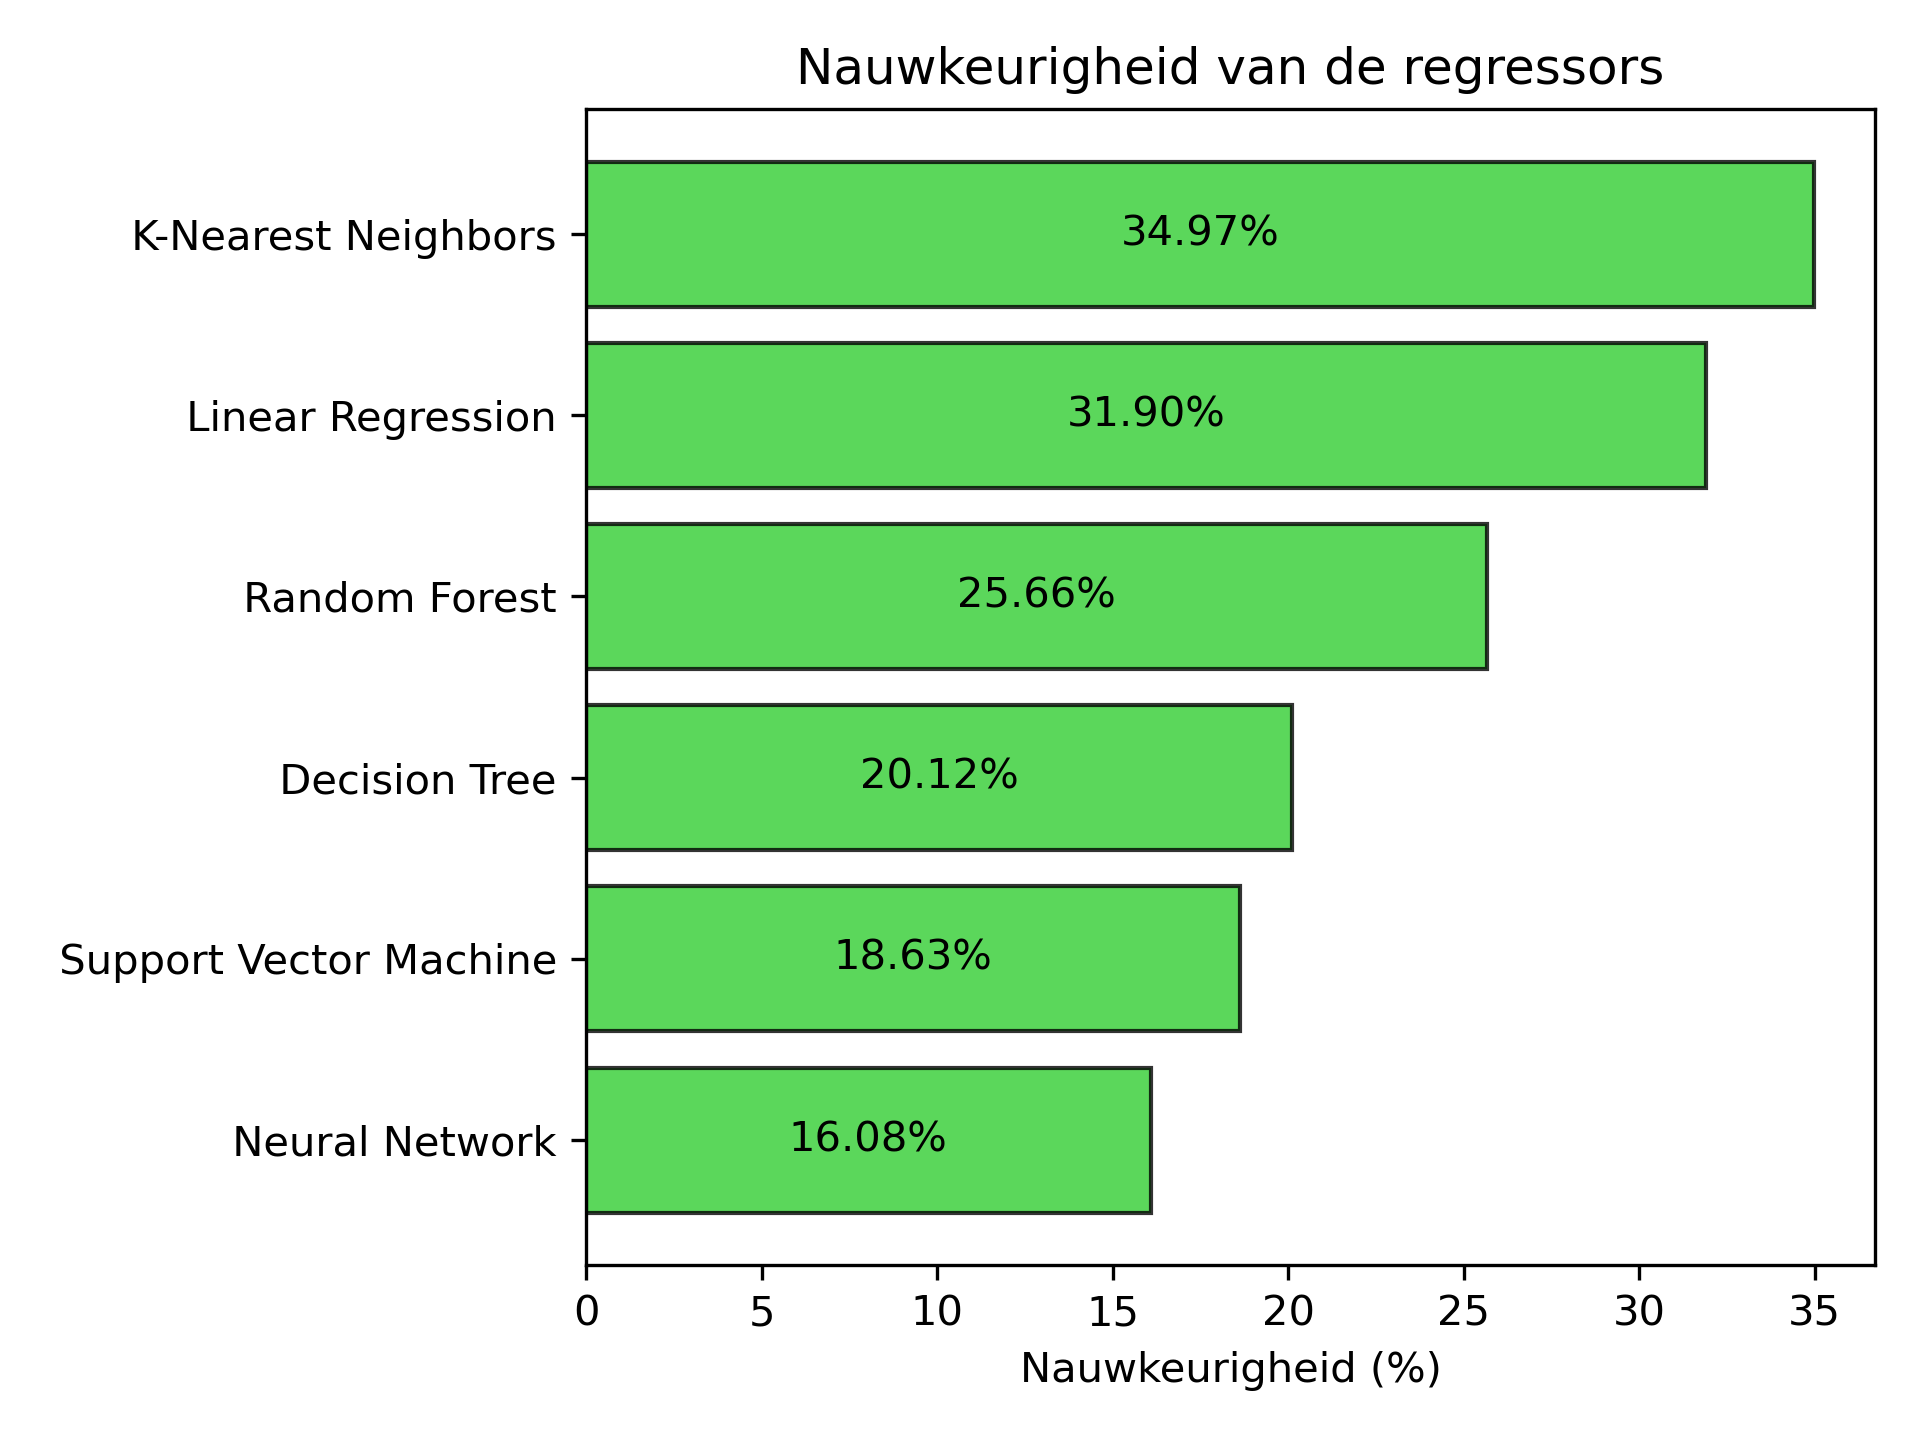 Nauwkeurigheid van de regressors
K-Nearest Neighbors
34.97%
Linear Regression
31.90%
Random Forest
25.66%
Decision Tree
20.12%
Support Vector Machine
18.63%
Neural Network
16.08%
0 5 10 15 20 25 30 35
Nauwkeurigheid (%)